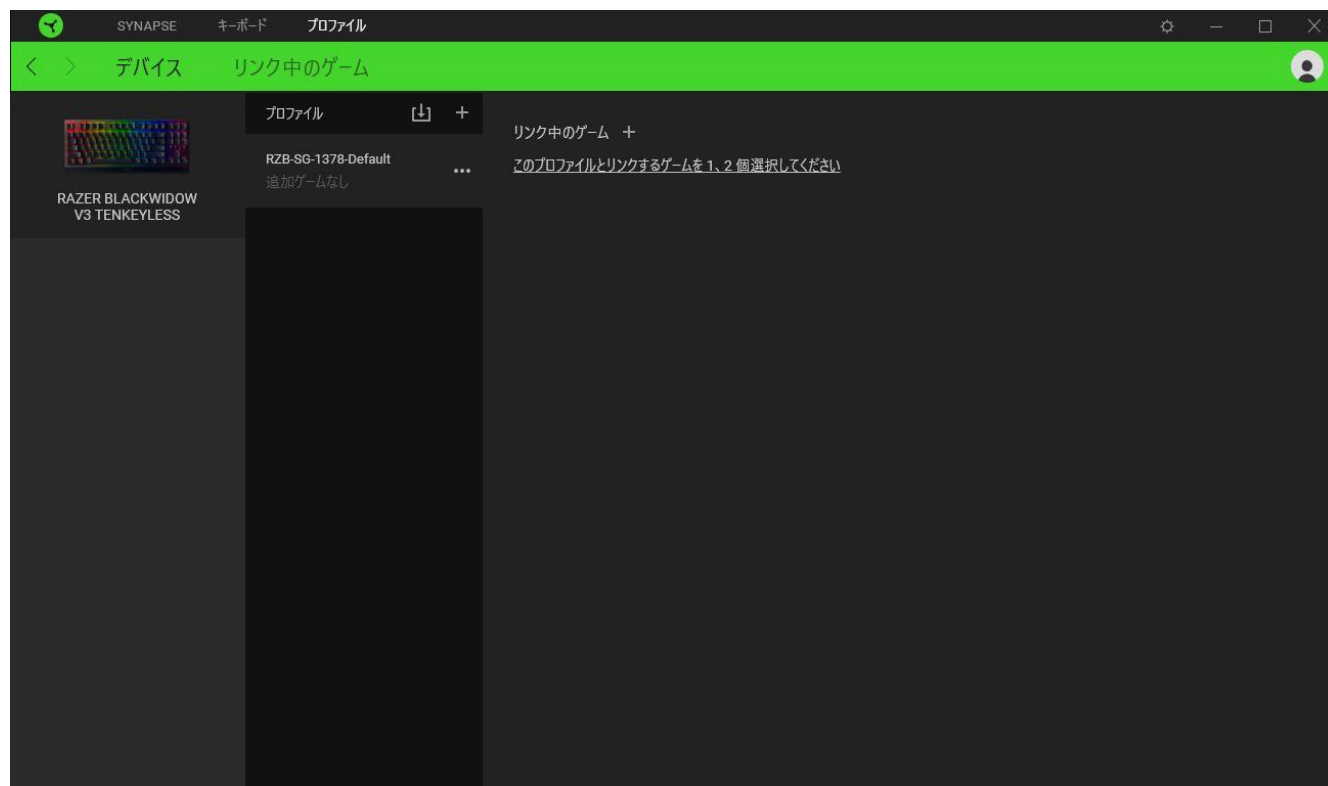 SYNAPSE キーボード プロファイル
デバイス リンク中のゲーム
RAZER BLACKWIDOW
V3 TENKEYLESS
プロファイル
RZB-SG-1378-Default
追加ゲームなし
リンク中のゲーム
このプロファイルとリンクするゲームを 1、2 個選択してください